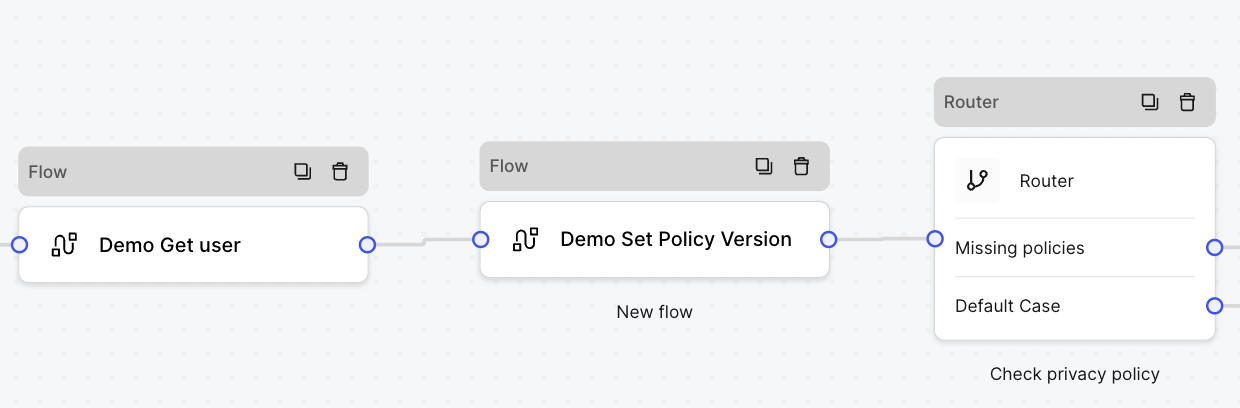 Flow
Demo Get user
Flow
Demo Set Policy Version
New flow
Router
Router
Missing policies
Default Case
Check privacy policy